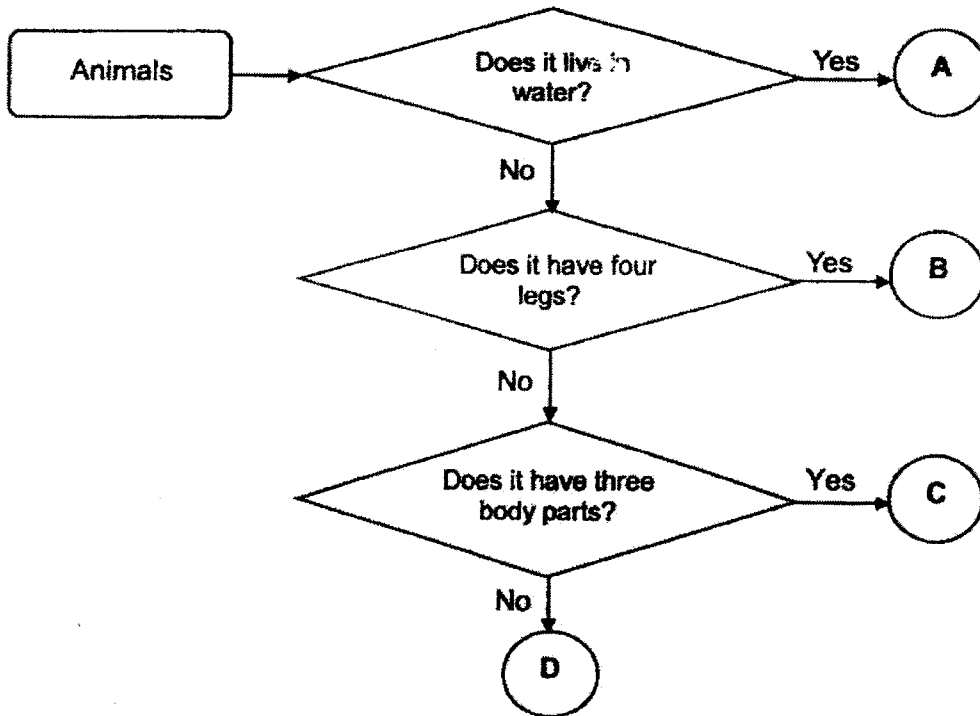 Animals
Does it live in
water?
Yes
A
No
Does it have four
legs?
Yes
B
No
Does it have three
body parts?
Yes
C
No
D